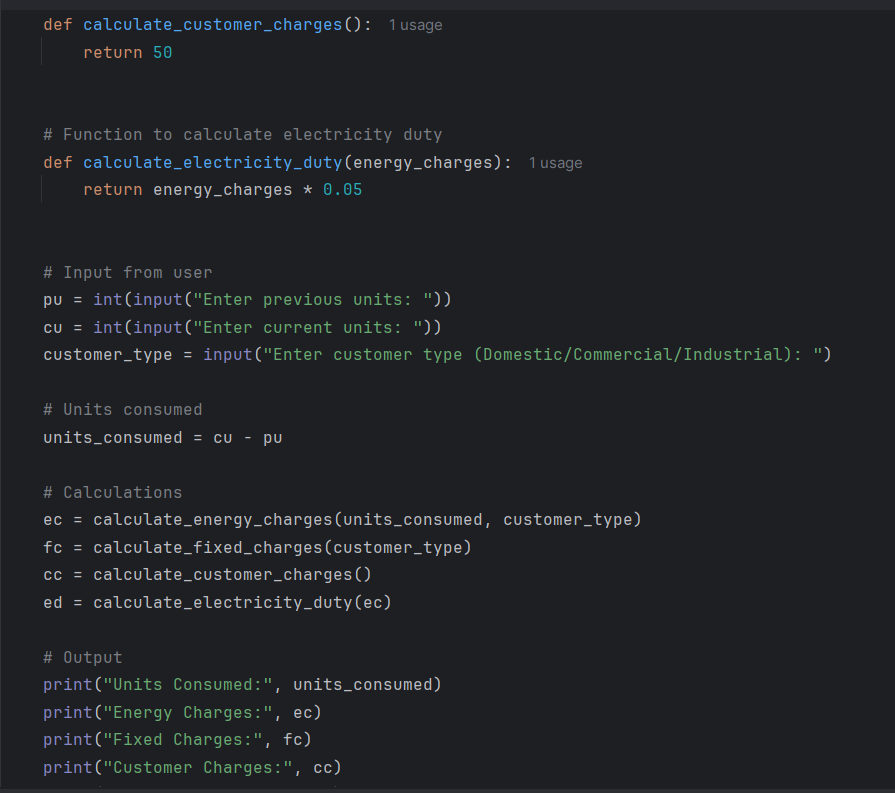 def calculate_customer_charges():  1 usage
    return 50
# Function to calculate electricity duty
def calculate_electricity_duty(energy_charges):  1 usage
    return energy_charges * 0.05
# Input from user
pu = int(input("Enter previous units: "))
cu = int(input("Enter current units: "))
customer_type = input("Enter customer type (Domestic/Commercial/Industrial): ")
# Units consumed
units_consumed = cu - pu
# Calculations
ec = calculate_energy_charges(units_consumed, customer_type)
fc = calculate_fixed_charges(customer_type)
cc = calculate_customer_charges()
ed = calculate_electricity_duty(ec)
# Output
print("Units Consumed:", units_consumed)
print("Energy Charges:", ec)
print("Fixed Charges:", fc)
print("Customer Charges:", cc)